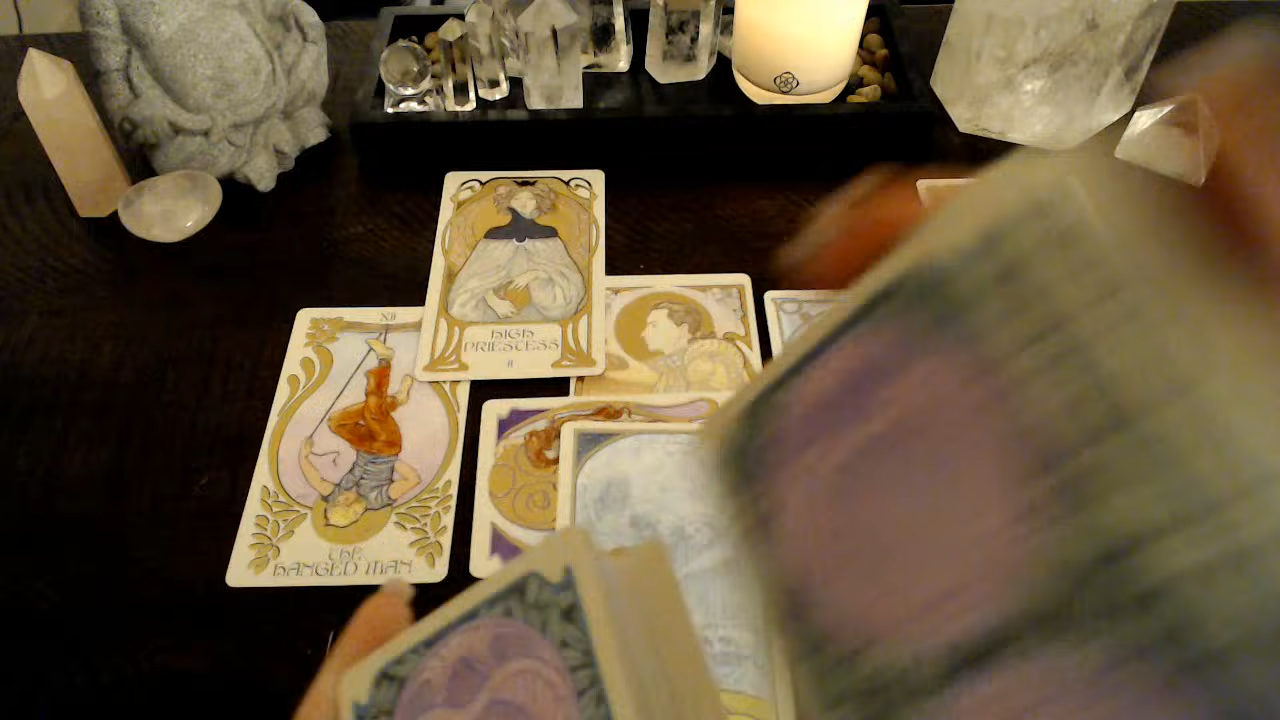 HIGH
PRIESTESS
II
XII
THE
HANGED MAN